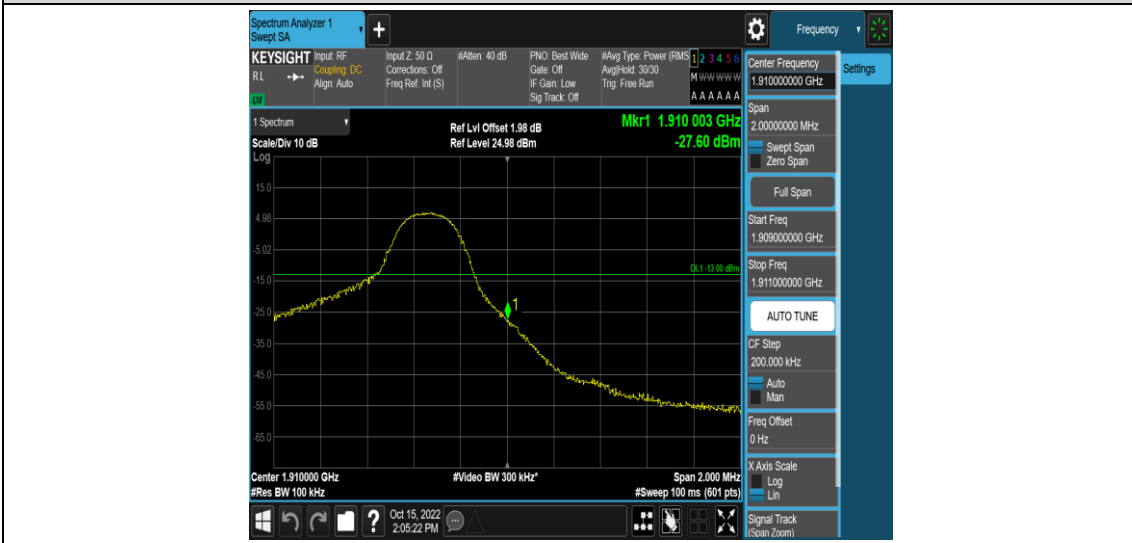 Spectrum Analyzer 1
Swept SA
+
Frequency
KEYSIGHT
RL
Input: RF
Coupling: DC
Align: Auto
Input Z: 50 Ω
Corrections: Off
Freq Ref: Int (S)
#Atten: 40 dB
PNO: Best Wide
Gate: Off
IF Gain: Low
Sig Track: Off
#Avg Type: Power (RMS
Avg|Hold: 30/30
Trig: Free Run
1 2 3 4 5 6
M W W W W W
A A A A A A
1 Spectrum
Scale/Div 10 dB
Log
Ref Lvl Offset 1.98 dB
Ref Level 24.98 dBm
Mkr1 1.910 003 GHz
-27.60 dBm
15.0
4.98
-5.02
-15.0
-25.0
-35.0
-45.0
-55.0
-65.0
DL1 -13.00 dBm
1
Center 1.910000 GHz
#Res BW 100 kHz
#Video BW 300 kHz*
Span 2.000 MHz
#Sweep 100 ms (601 pts)
?
Oct 15, 2022
2:05:22 PM
Center Frequency
1.910000000 GHz
Settings
Span
2.00000000 MHz
Swept Span
Zero Span
Full Span
Start Freq
1.909000000 GHz
Stop Freq
1.911000000 GHz
AUTO TUNE
CF Step
200.000 kHz
Auto
Man
Freq Offset
0 Hz
X Axis Scale
Log
Lin
Signal Track
(Span Zoom)